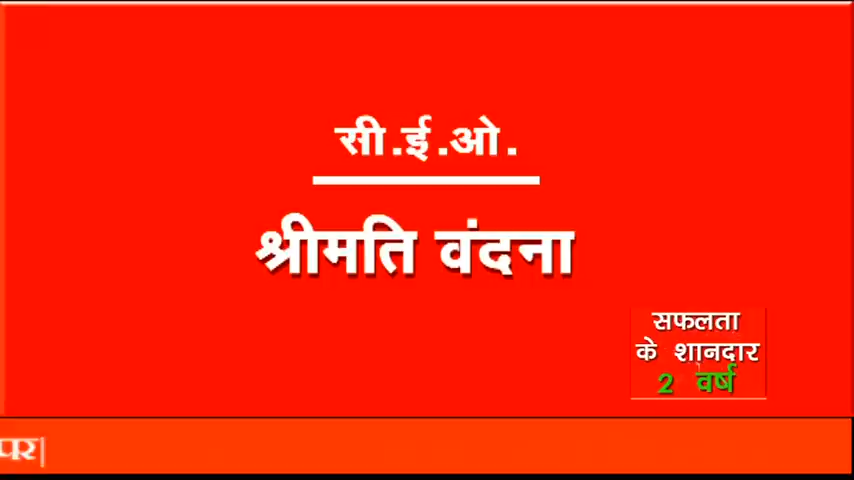 सी.ई.ओ.
श्रीमति वंदना
सफलता
के शानदार
2 वर्ष
पर|